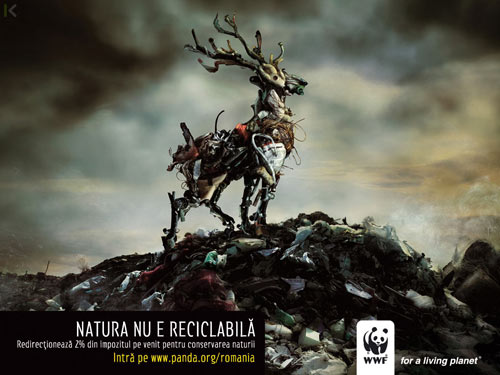 NATURA NU E RECICLABILĂ
Redirecţionează 2% din impozitul pe venit pentru conservarea naturii
Intră pe www.panda.org/romania
WWF
for a living planet